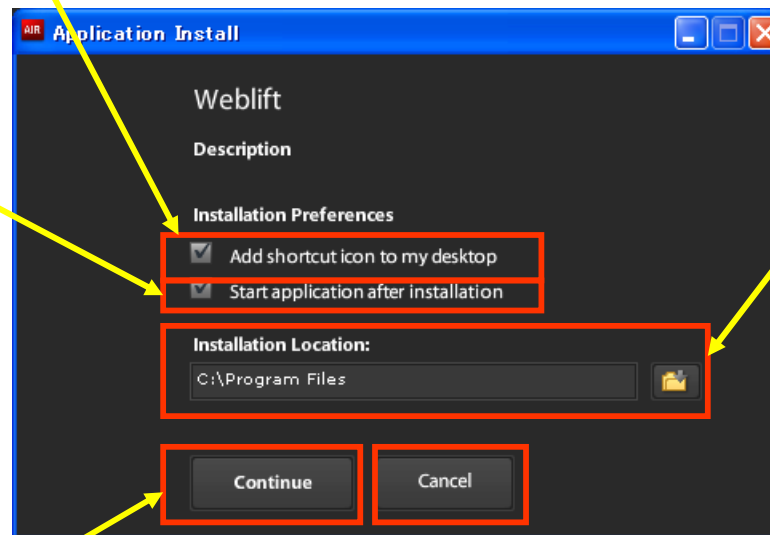 AIR Application Install
Weblift
Description
Installation Preferences
Add shortcut icon to my desktop
Start application after installation
Installation Location:
C:\Program Files
Continue Cancel